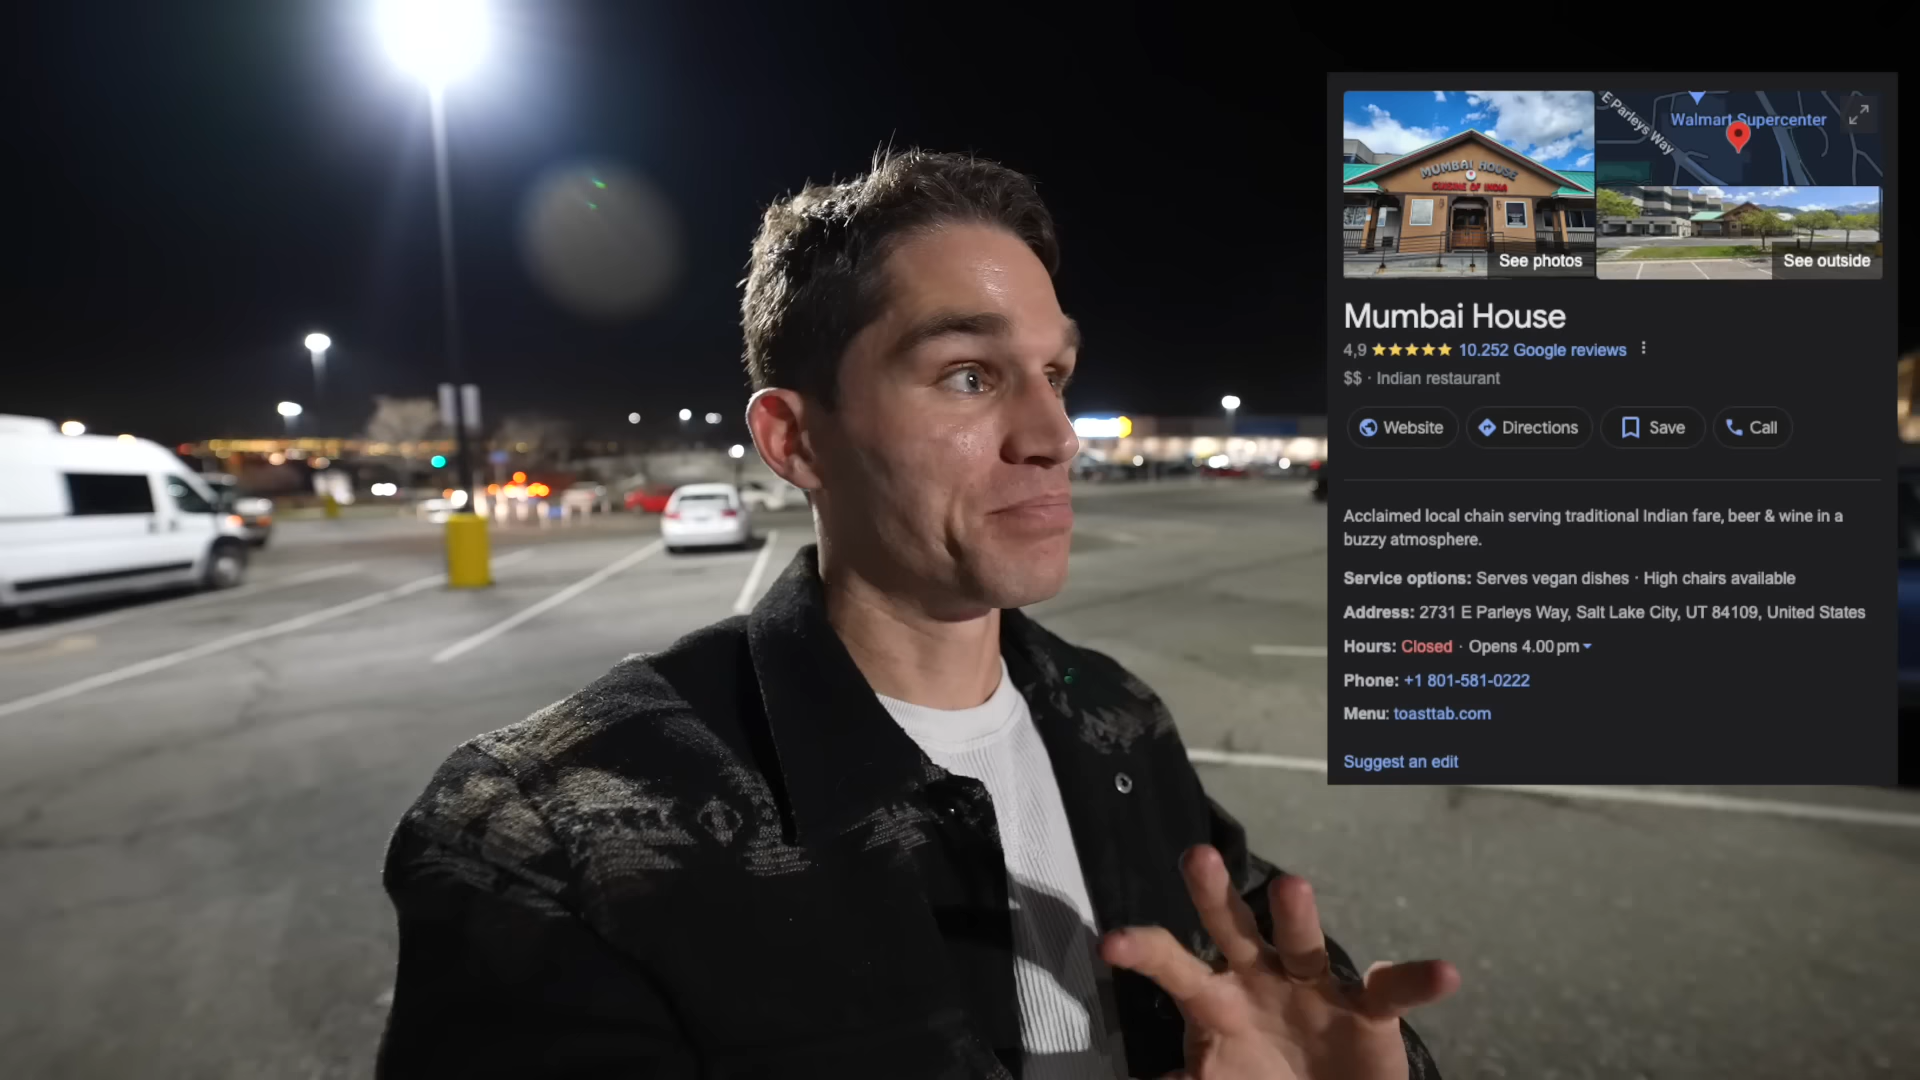 E Parleys Way
Walmart Supercenter
MUMBAI HOUSE
CUISINE OF INDIA
See photos
See outside
Mumbai House
4,9 10.252 Google reviews
$$ · Indian restaurant
Website Directions Save Call
Acclaimed local chain serving traditional Indian fare, beer & wine in a
buzzy atmosphere.
Service options: Serves vegan dishes · High chairs available
Address: 2731 E Parleys Way, Salt Lake City, UT 84109, United States
Hours: Closed · Opens 4.00 pm
Phone: +1 801-581-0222
Menu: toasttab.com
Suggest an edit